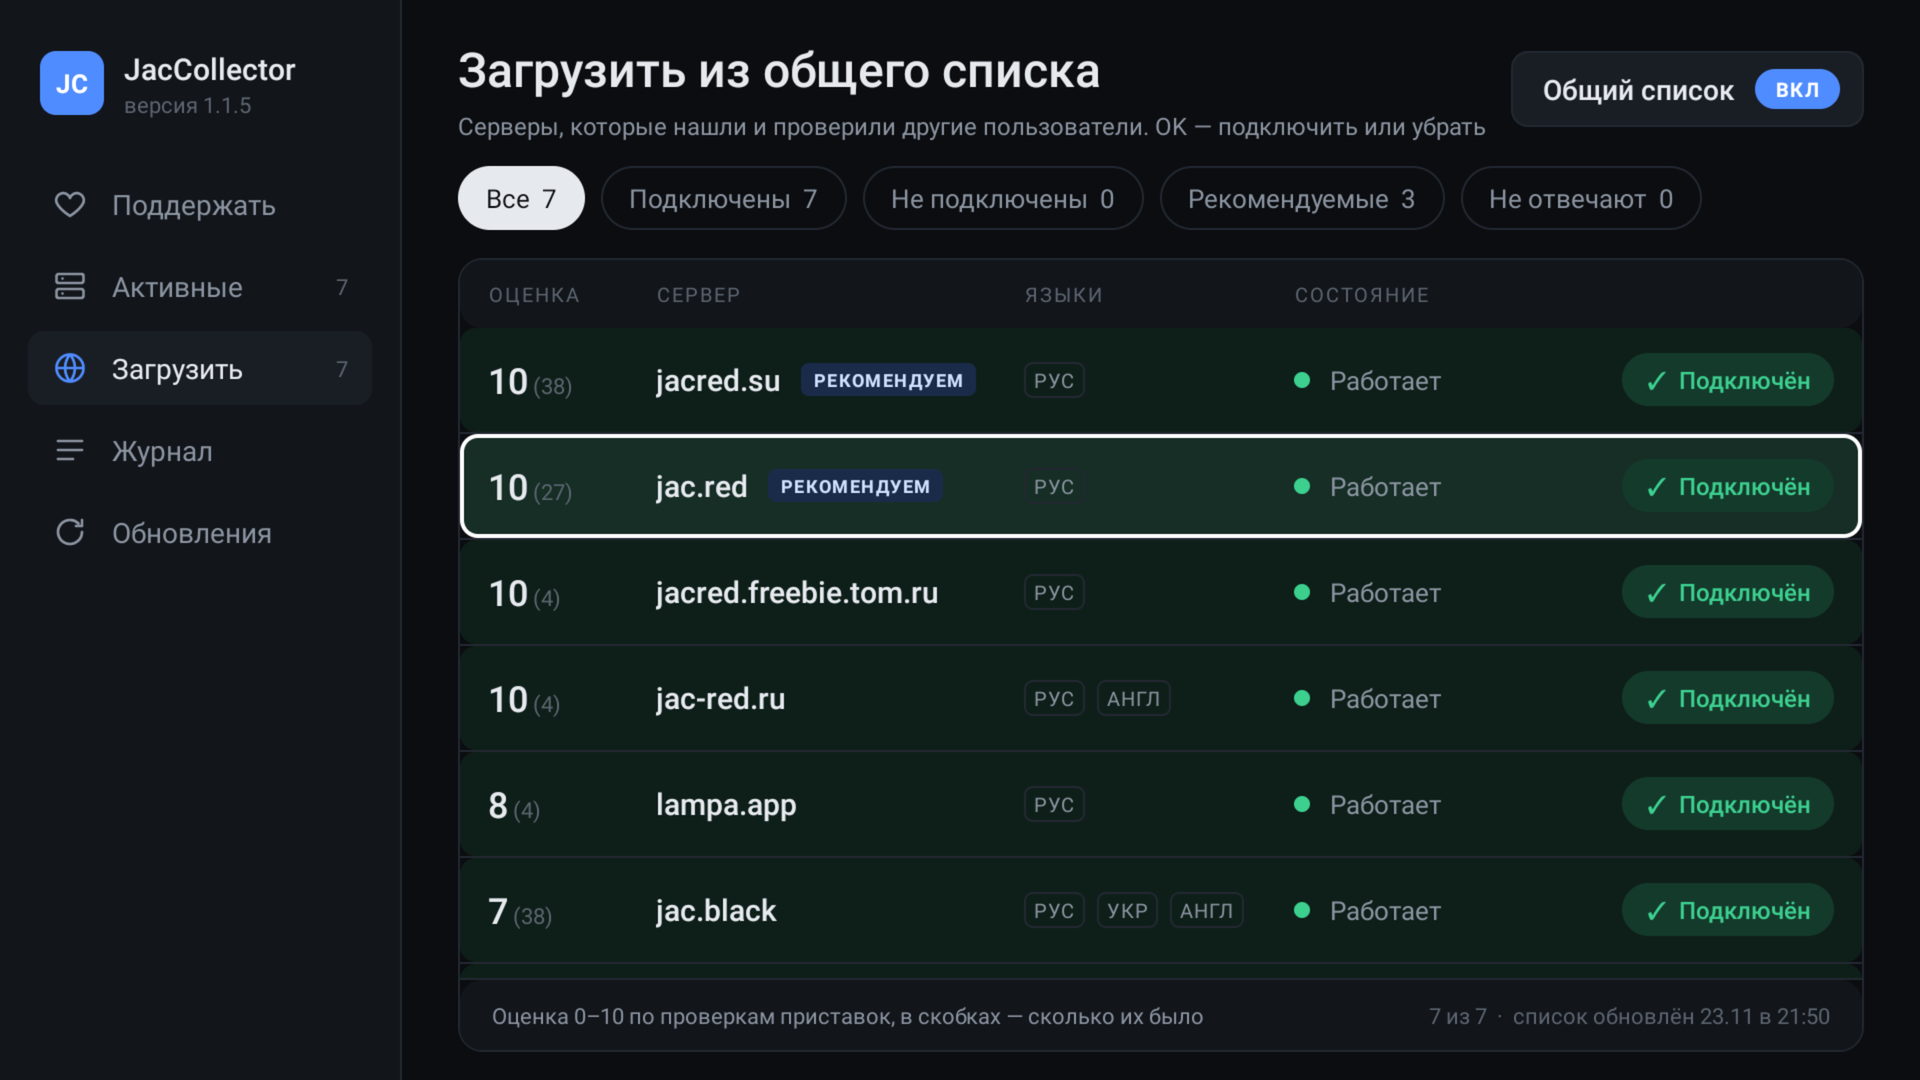 JC JacCollector
версия 1.1.5
Поддержать
Активные 7
Загрузить 7
Журнал
Обновления
Загрузить из общего списка
Серверы, которые нашли и проверили другие пользователи. OK — подключить или убрать
Общий список ВКЛ
Все 7 Подключены 7 Не подключены 0 Рекомендуемые 3 Не отвечают 0
ОЦЕНКА СЕРВЕР ЯЗЫКИ СОСТОЯНИЕ
10 (38) jacred.su РЕКОМЕНДУЕМ РУС Работает ✓ Подключён
10 (27) jac.red РЕКОМЕНДУЕМ РУС Работает ✓ Подключён
10 (4) jacred.freebie.tom.ru РУС Работает ✓ Подключён
10 (4) jac-red.ru РУС АНГЛ Работает ✓ Подключён
8 (4) lampa.app РУС Работает ✓ Подключён
7 (38) jac.black РУС УКР АНГЛ Работает ✓ Подключён
Оценка 0–10 по проверкам приставок, в скобках — сколько их было
7 из 7 · список обновлён 23.11 в 21:50